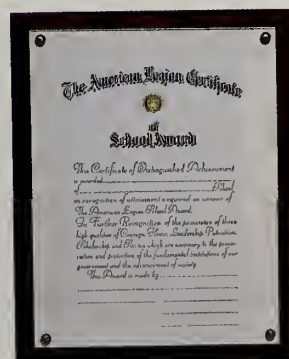 The American Legion Certificate
of
School Award
This Certificate of Distinguished Achievement
is awarded
of School
in recognition of attainment acquired as winner of
The American Legion School Award.
In Further Recognition of the possession of those
high qualities of Courage, Honor, Leadership, Patriotism,
Scholarship and Service which are necessary to the preser-
vation and protection of the fundamental institutions of our
government and the advancement of society
This Award is made by